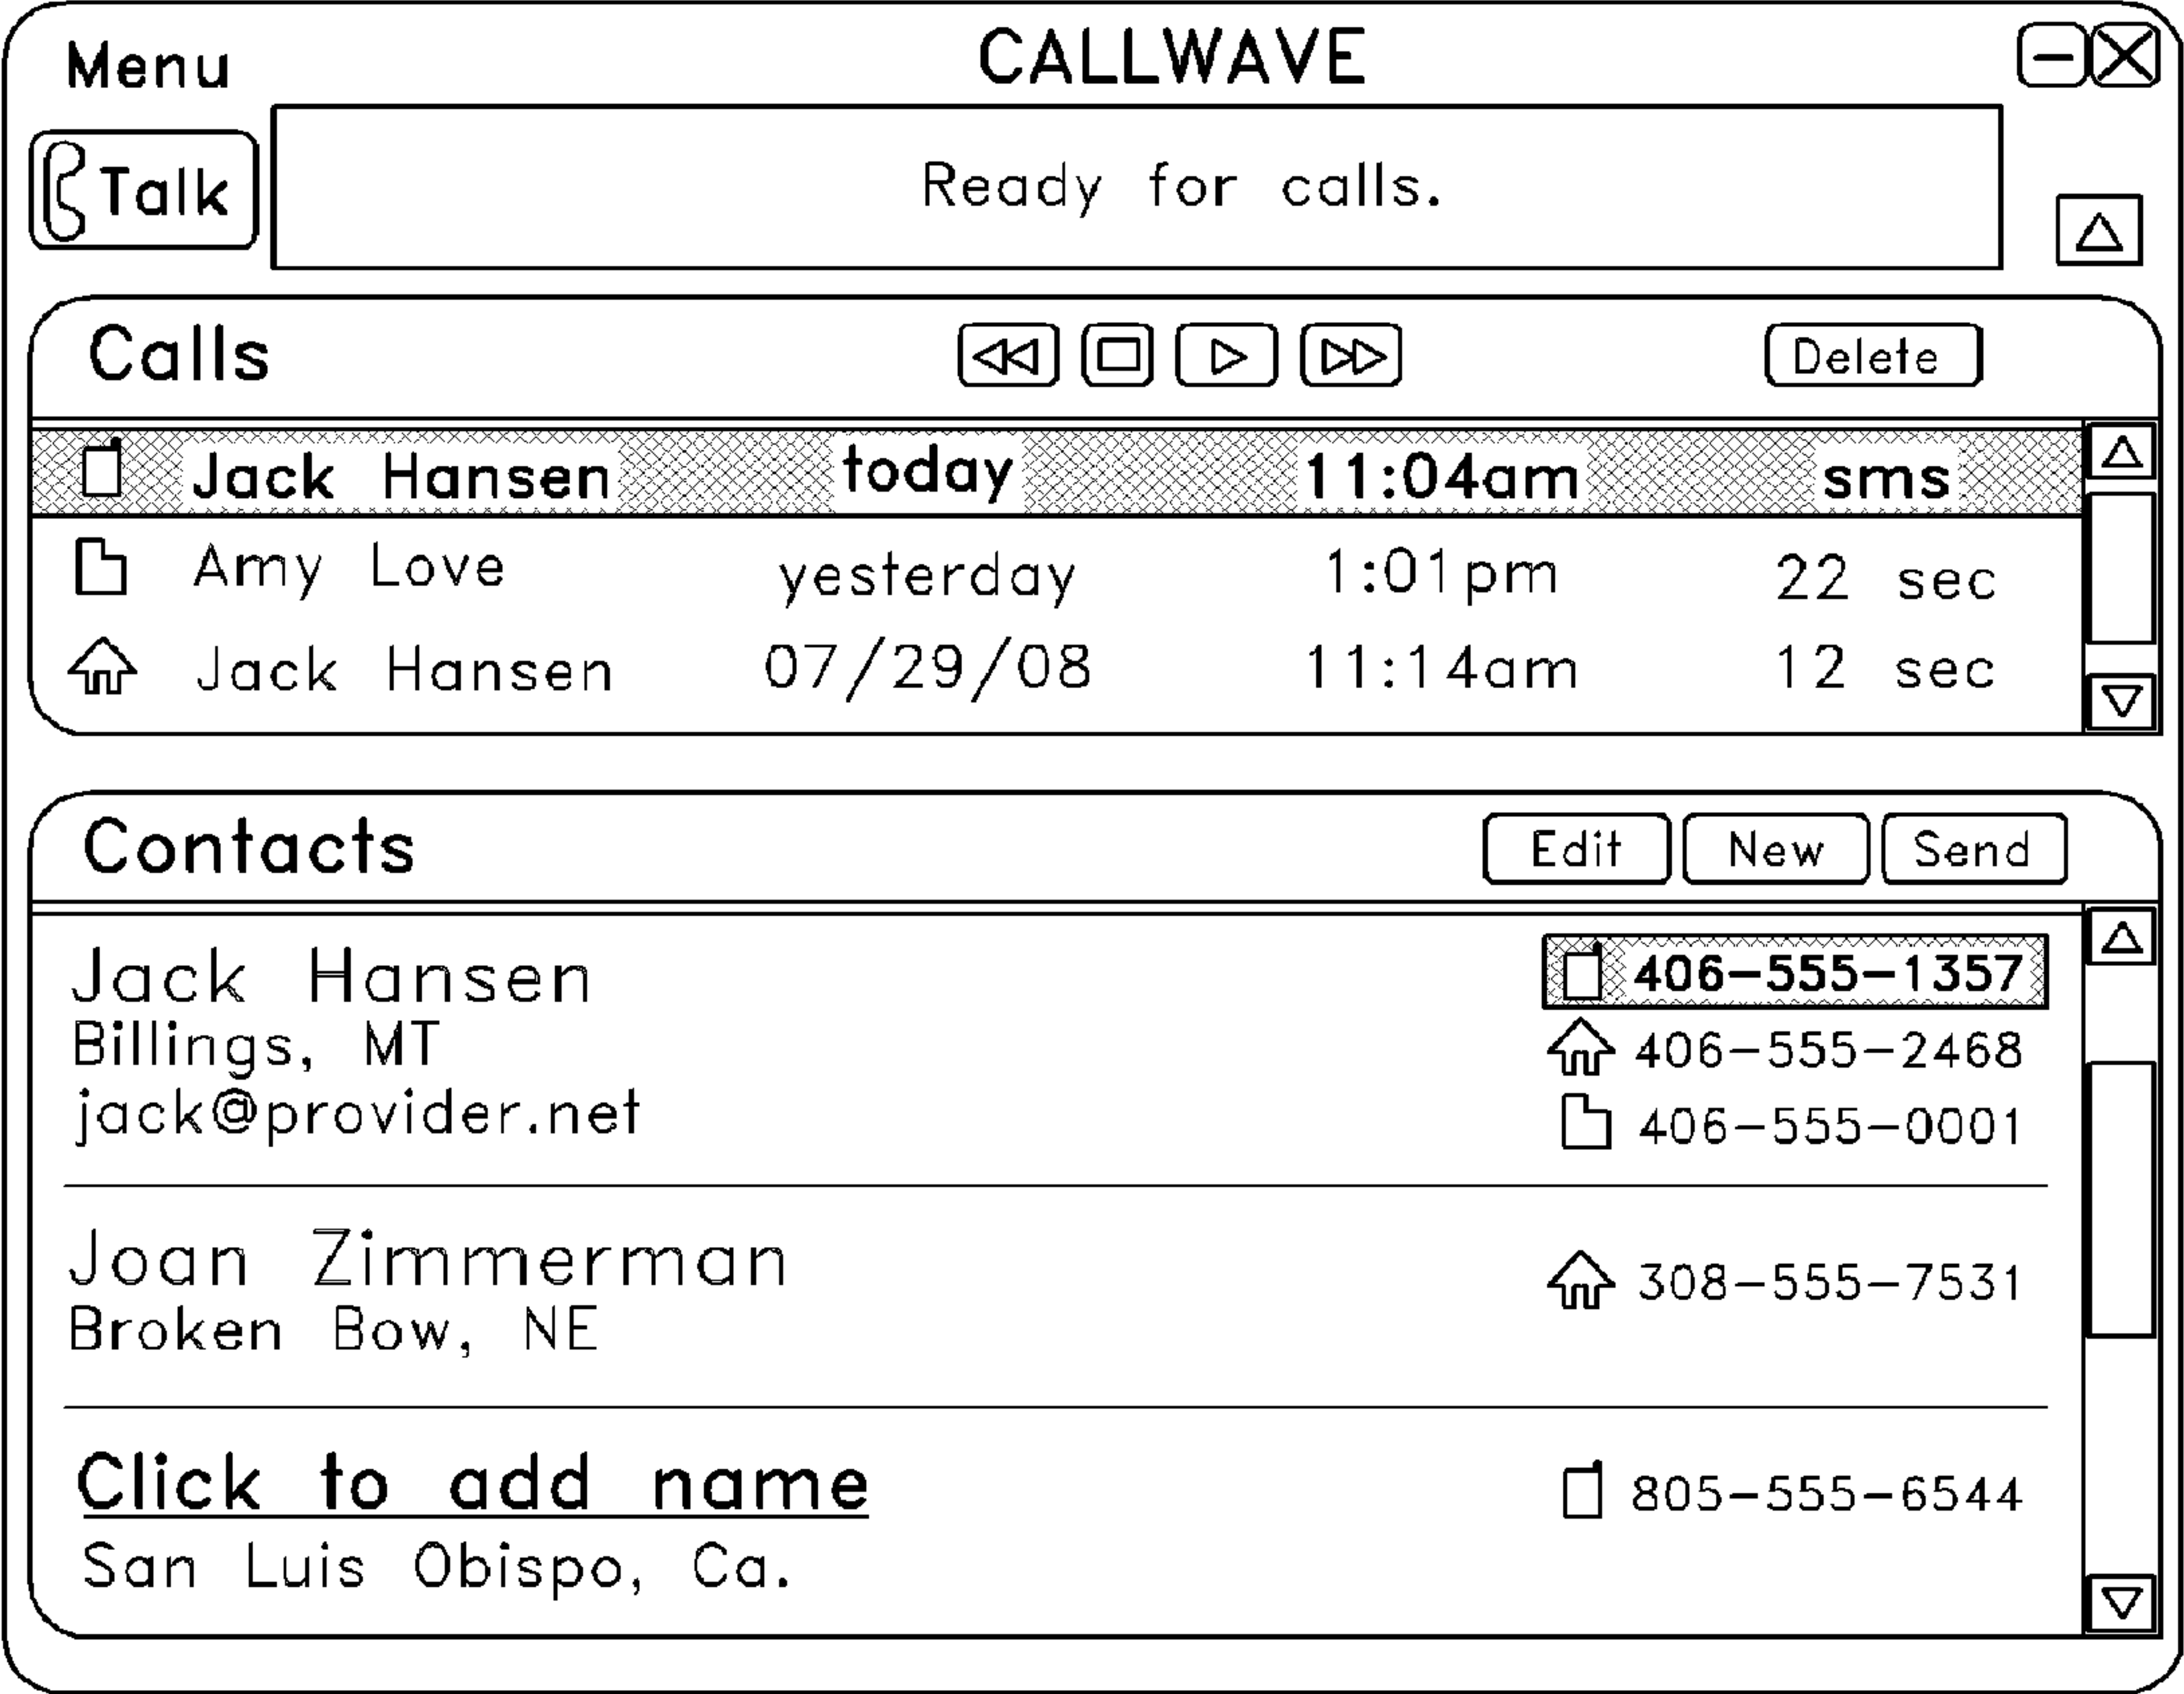 Menu CALLWAVE
Talk Ready for calls.
Calls Delete
Jack Hansen today 11:04am sms
Amy Love yesterday 1:01pm 22 sec
Jack Hansen 07/29/08 11:14am 12 sec
Contacts Edit New Send
Jack Hansen 406-555-1357
Billings, MT 406-555-2468
jack@provider.net 406-555-0001
Joan Zimmerman 308-555-7531
Broken Bow, NE
Click to add name 805-555-6544
San Luis Obispo, Ca.